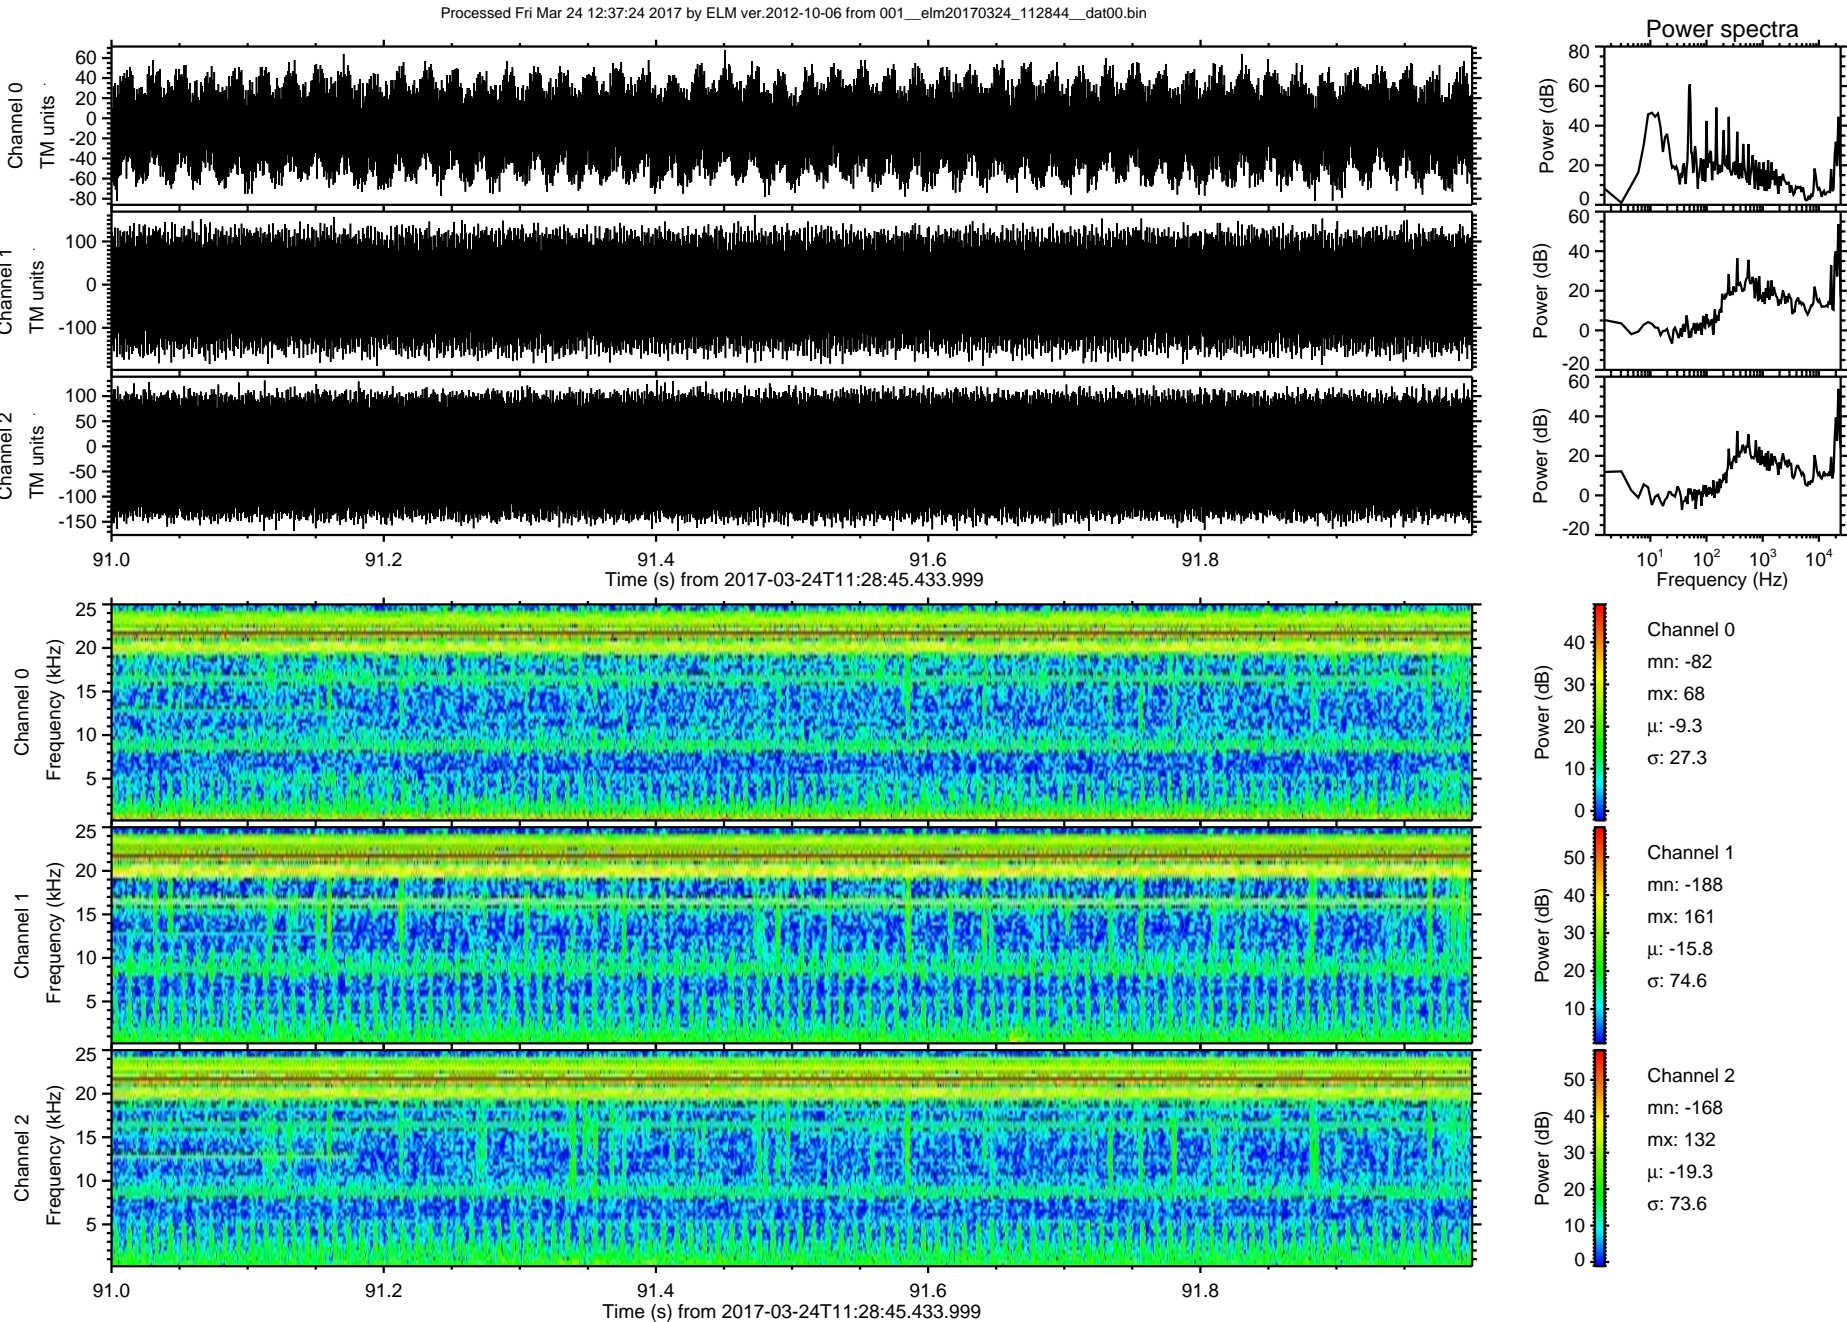 Processed Fri Mar 24 12:37:24 2017 by ELM ver.2012-10-06 from 001__elm20170324_112844__dat00.bin
Power spectra
Channel 0
TM units
60
40
20
0
-20
-40
-60
-80
Power (dB)
80
60
40
20
0
Channel 1
TM units
100
0
-100
Power (dB)
60
40
20
0
-20
Channel 2
TM units
100
50
0
-50
-100
-150
Power (dB)
60
40
20
0
-20
91.0 91.2 91.4 91.6 91.8
Time (s) from 2017-03-24T11:28:45.433.999
10¹ 10² 10³ 10⁴
Frequency (Hz)
Channel 0
Frequency (kHz)
25
20
15
10
5
Power (dB)
40
30
20
10
0
Channel 0
mn: -82
mx: 68
μ: -9.3
σ: 27.3
Channel 1
Frequency (kHz)
25
20
15
10
5
Power (dB)
50
40
30
20
10
Channel 1
mn: -188
mx: 161
μ: -15.8
σ: 74.6
Channel 2
Frequency (kHz)
25
20
15
10
5
Power (dB)
50
40
30
20
10
0
Channel 2
mn: -168
mx: 132
μ: -19.3
σ: 73.6
91.0 91.2 91.4 91.6 91.8
Time (s) from 2017-03-24T11:28:45.433.999